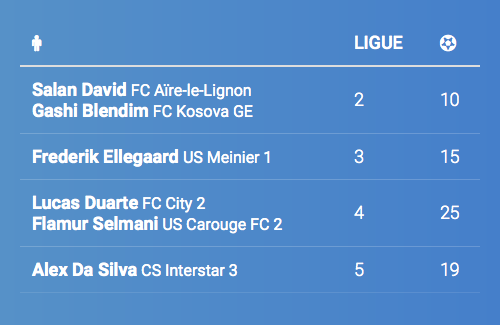 LIGUE
Salan David FC Aïre-le-Lignon
Gashi Blendim FC Kosova GE
2
10
Frederik Ellegaard US Meinier 1
3
15
Lucas Duarte FC City 2
Flamur Selmani US Carouge FC 2
4
25
Alex Da Silva CS Interstar 3
5
19